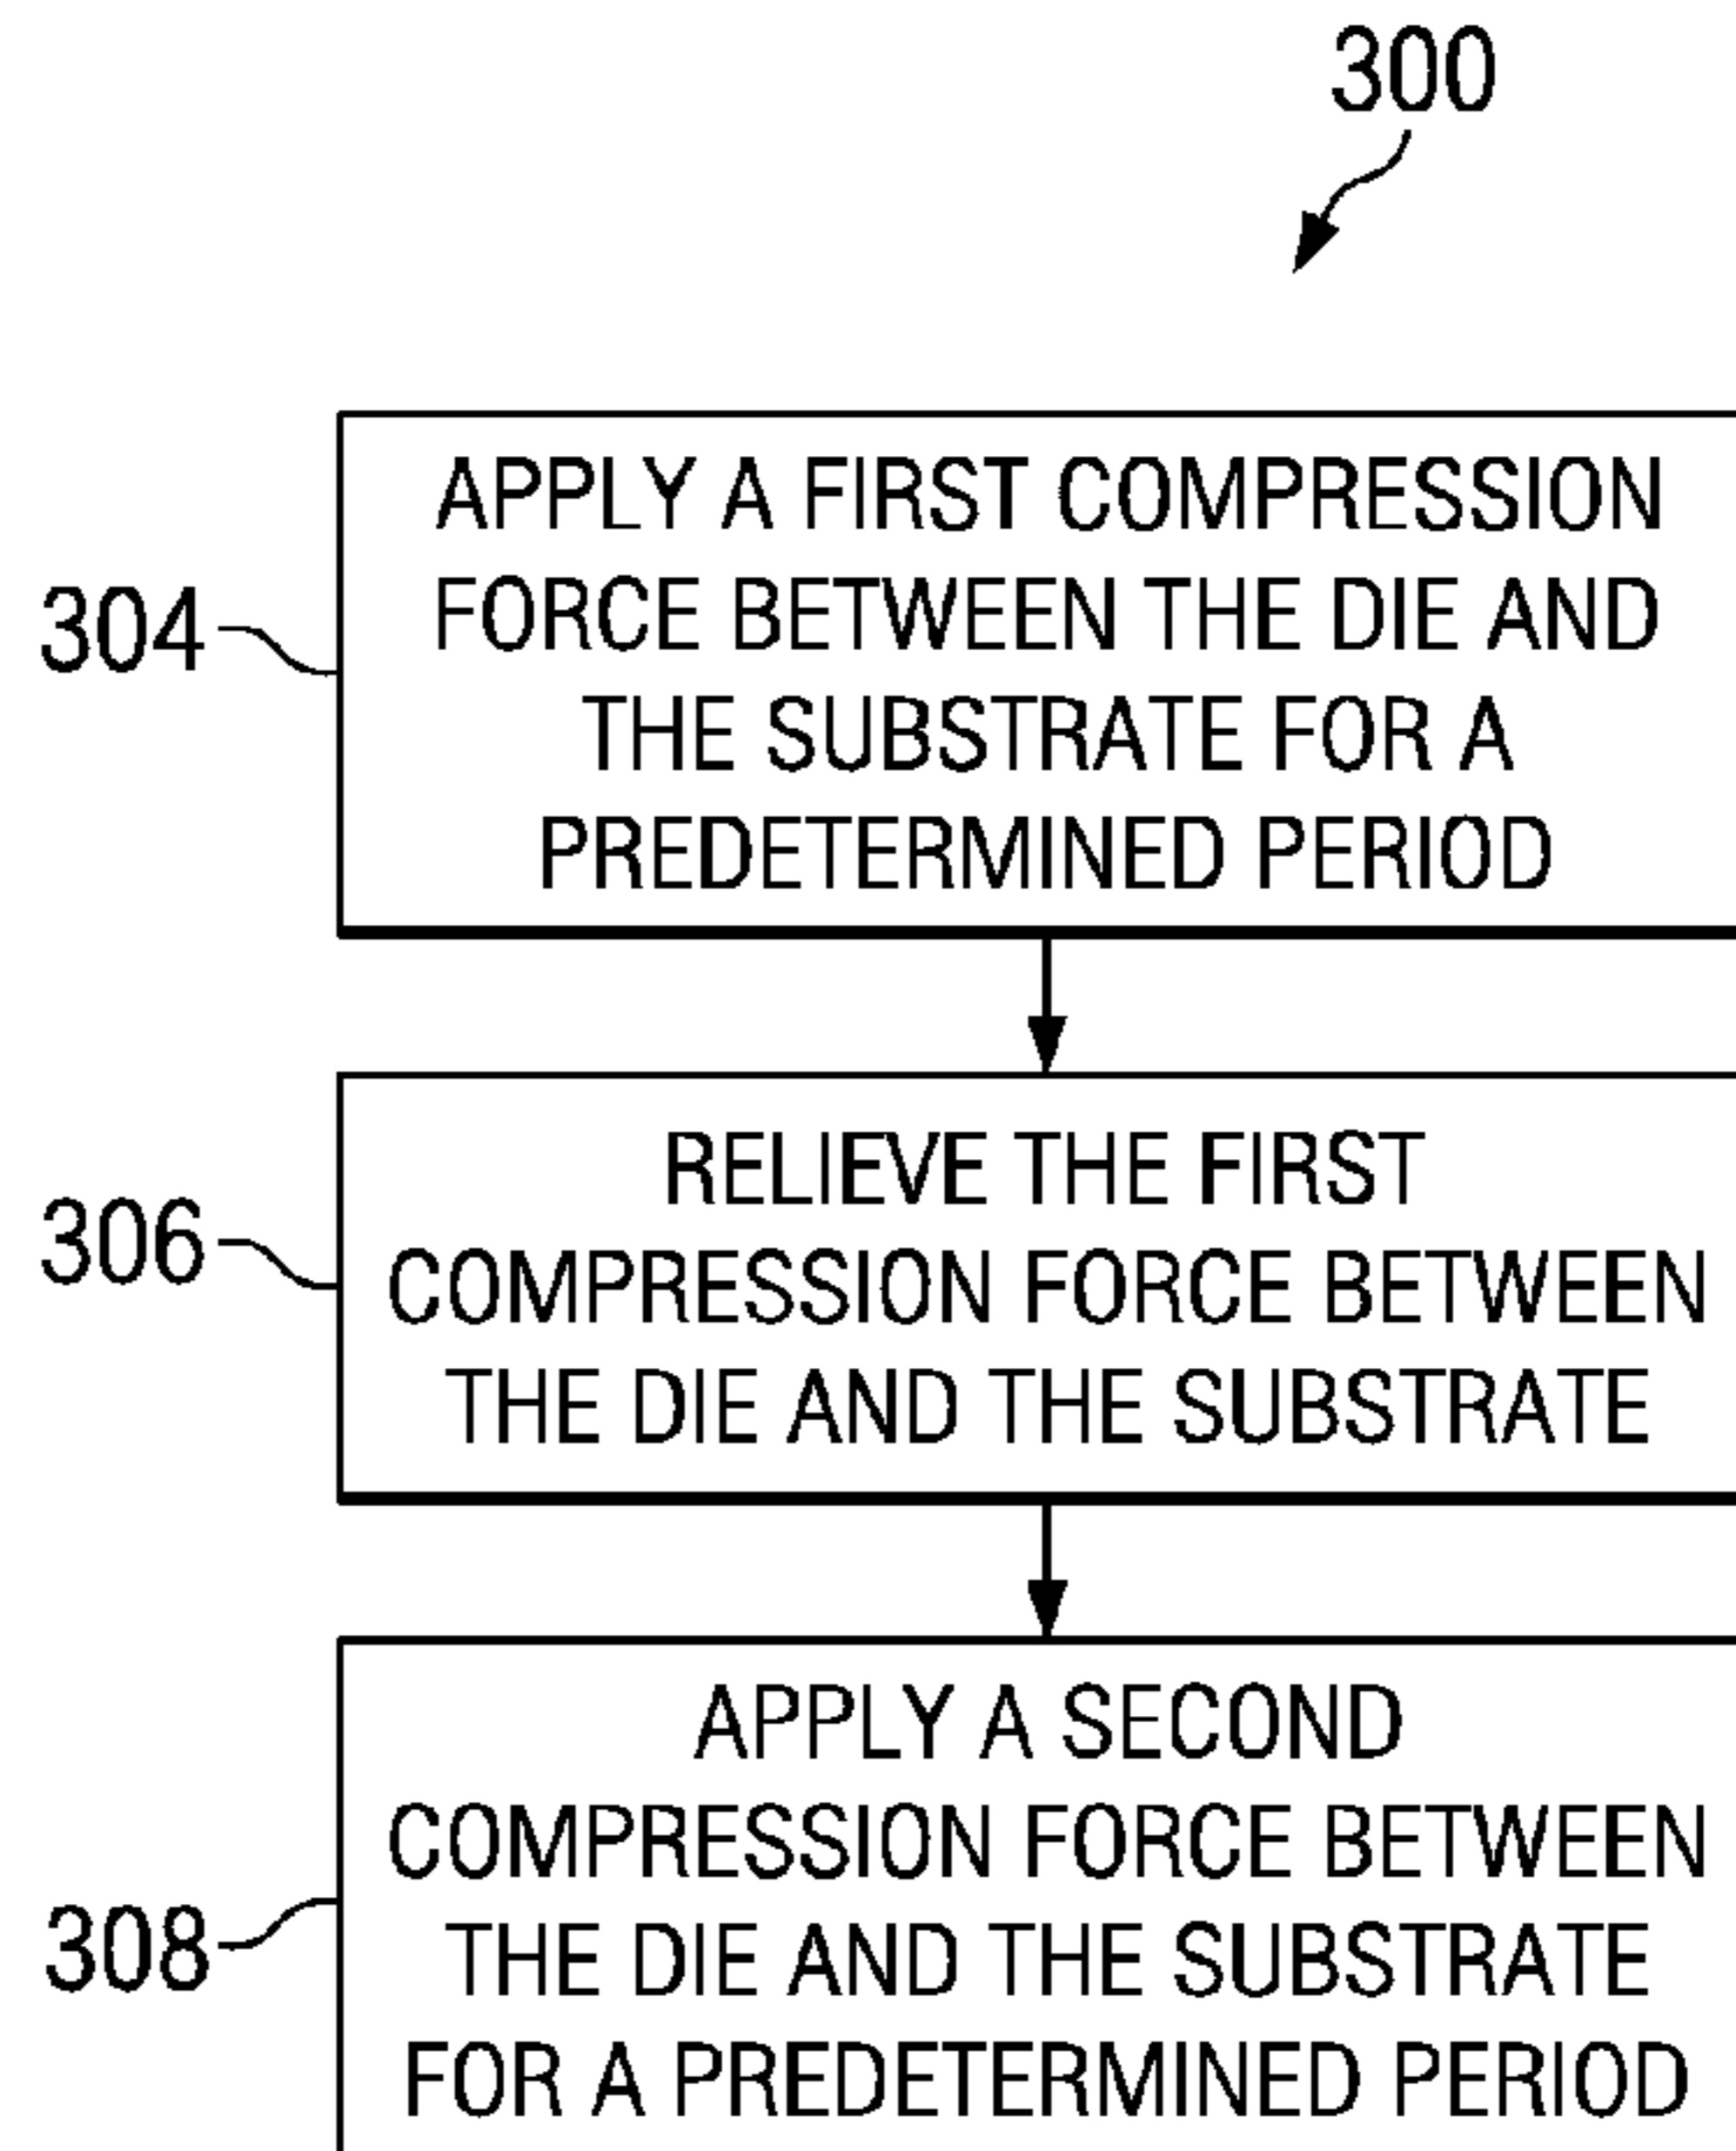 300
304
APPLY A FIRST COMPRESSION
FORCE BETWEEN THE DIE AND
THE SUBSTRATE FOR A
PREDETERMINED PERIOD
306
RELIEVE THE FIRST
COMPRESSION FORCE BETWEEN
THE DIE AND THE SUBSTRATE
308
APPLY A SECOND
COMPRESSION FORCE BETWEEN
THE DIE AND THE SUBSTRATE
FOR A PREDETERMINED PERIOD